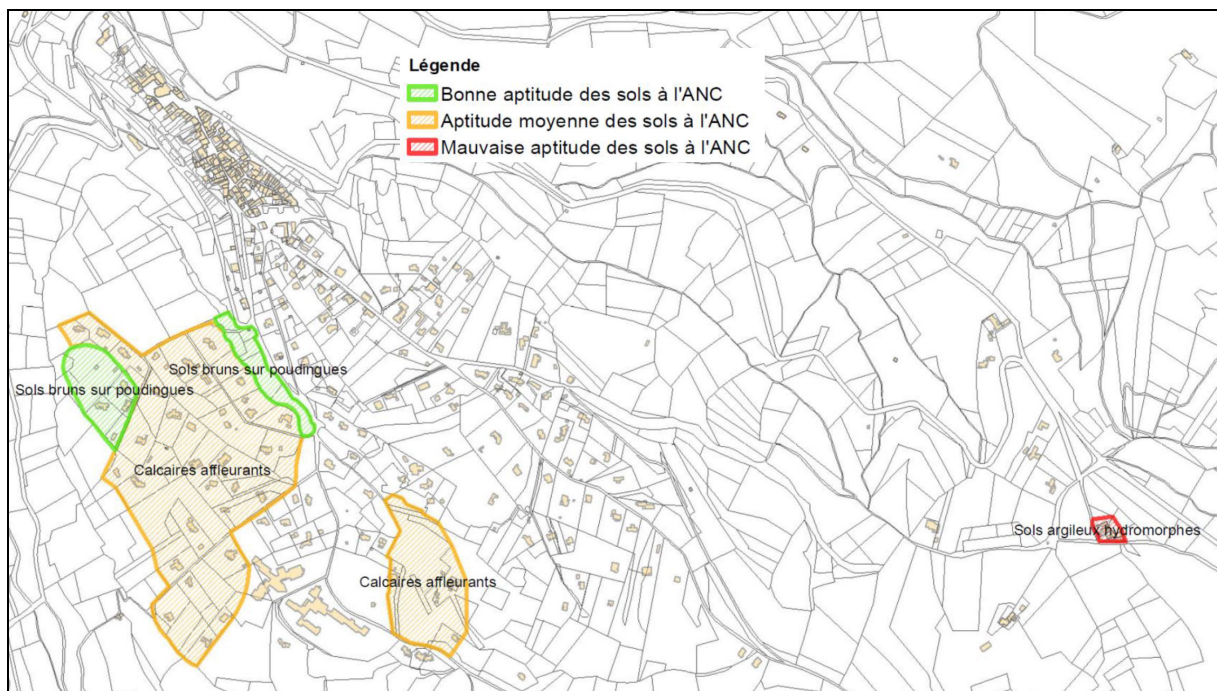 Légende
Bonne aptitude des sols à l'ANC
Aptitude moyenne des sols à l'ANC
Mauvaise aptitude des sols à l'ANC
Sols bruns sur poudingues
Sols bruns sur poudingues
Calcaires affleurants
Sols argileux hydromorphes
Calcaires affleurants